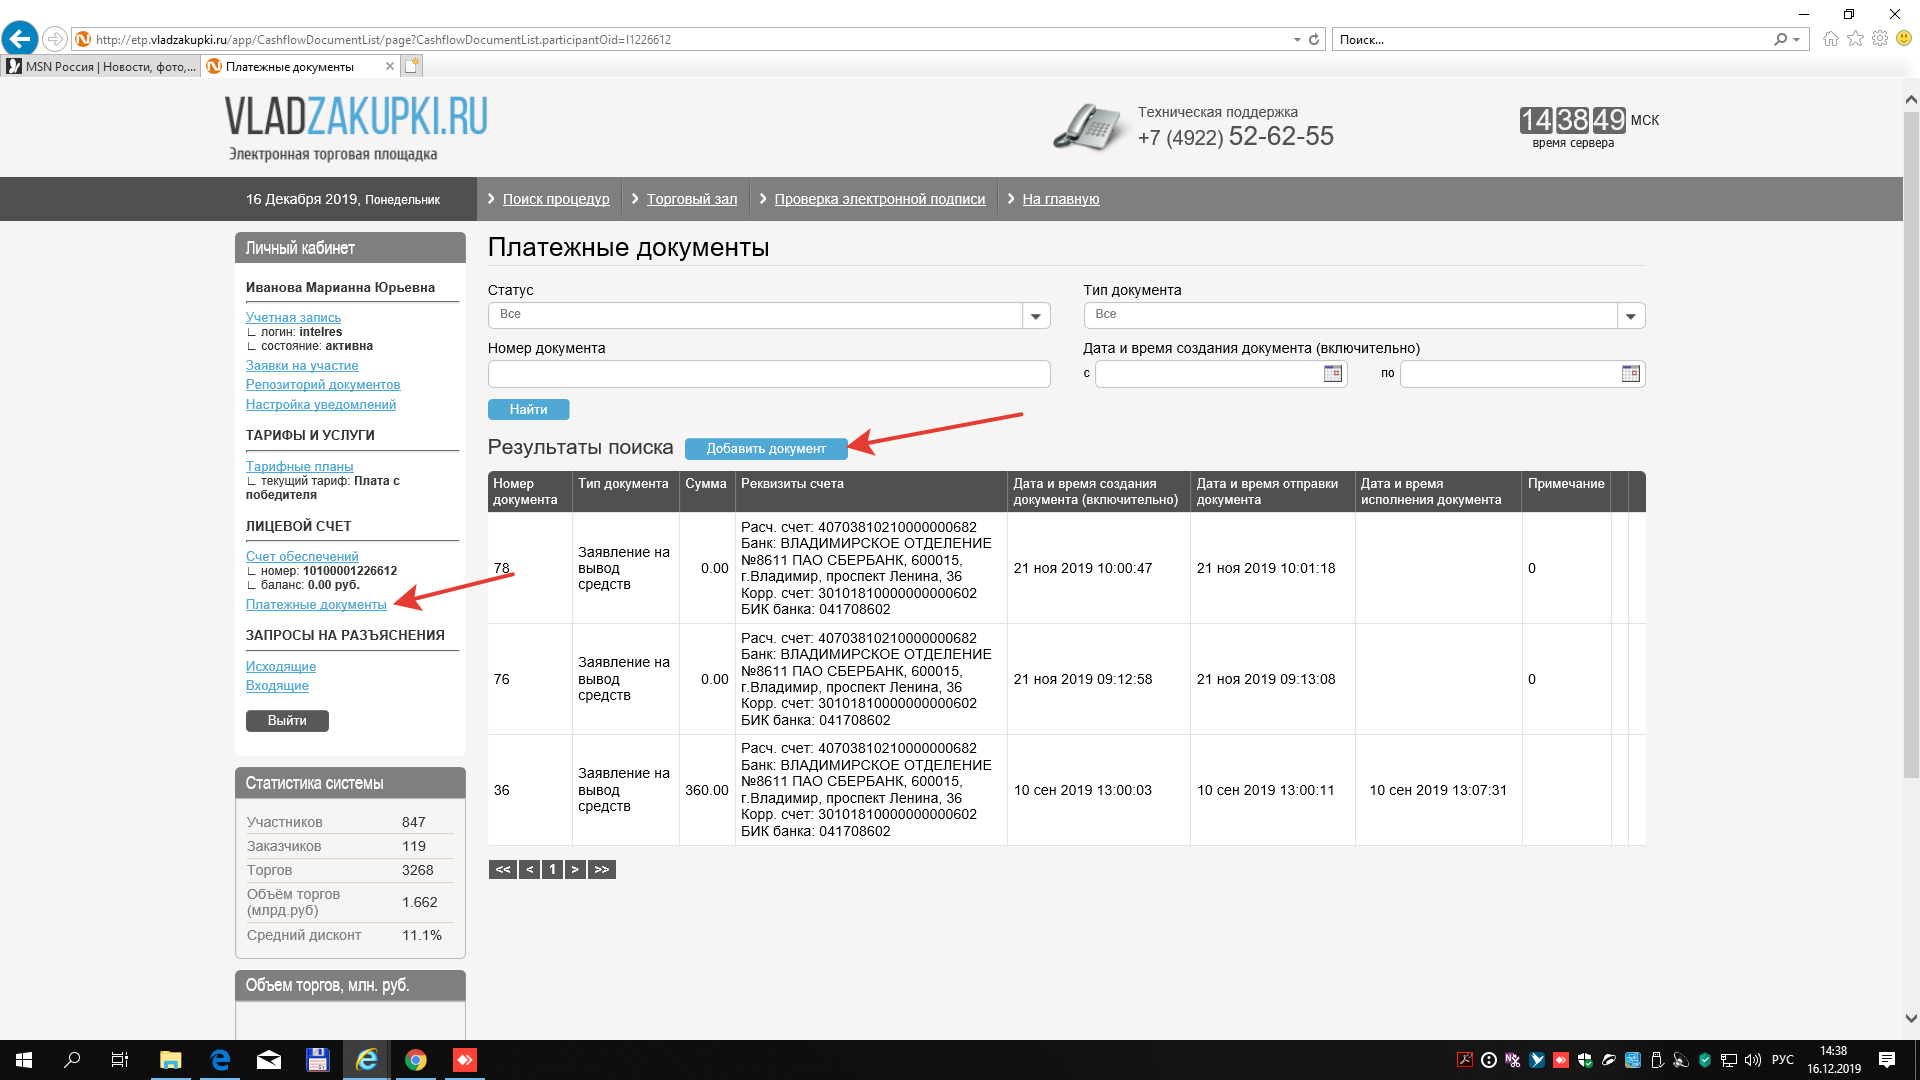 http://etp.vladzakupki.ru/app/CashflowDocumentList/page?CashflowDocumentList.participantOid=I1226612
Поиск...
MSN Россия | Новости, фото,...
Платежные документы
VLADZAKUPKI.RU
Электронная торговая площадка
Техническая поддержка
+7 (4922) 52-62-55
14 38 49 МСК
время сервера
16 Декабря 2019, Понедельник
Поиск процедур
Торговый зал
Проверка электронной подписи
На главную
Личный кабинет
Иванова Марианна Юрьевна
Учетная запись
∟ логин: intelres
∟ состояние: активна
Заявки на участие
Репозиторий документов
Настройка уведомлений
ТАРИФЫ И УСЛУГИ
Тарифные планы
∟ текущий тариф: Плата с
победителя
ЛИЦЕВОЙ СЧЕТ
Счет обеспечений
∟ номер: 10100001226612
∟ баланс: 0.00 руб.
Платежные документы
ЗАПРОСЫ НА РАЗЪЯСНЕНИЯ
Исходящие
Входящие
Выйти
Статистика системы
Участников 847
Заказчиков 119
Торгов 3268
Объём торгов
(млрд.руб) 1.662
Средний дисконт 11.1%
Объем торгов, млн. руб.
Платежные документы
Статус
Все
Тип документа
Все
Номер документа
Дата и время создания документа (включительно)
с
по
Найти
Результаты поиска
Добавить документ
Номер документа
Тип документа
Сумма
Реквизиты счета
Дата и время создания документа (включительно)
Дата и время отправки документа
Дата и время исполнения документа
Примечание
78
Заявление на
вывод
средств
0.00
Расч. счет: 40703810210000000682
Банк: ВЛАДИМИРСКОЕ ОТДЕЛЕНИЕ
№8611 ПАО СБЕРБАНК, 600015,
г.Владимир, проспект Ленина, 36
Корр. счет: 30101810000000000602
БИК банка: 041708602
21 ноя 2019 10:00:47
21 ноя 2019 10:01:18
0
76
Заявление на
вывод
средств
0.00
Расч. счет: 40703810210000000682
Банк: ВЛАДИМИРСКОЕ ОТДЕЛЕНИЕ
№8611 ПАО СБЕРБАНК, 600015,
г.Владимир, проспект Ленина, 36
Корр. счет: 30101810000000000602
БИК банка: 041708602
21 ноя 2019 09:12:58
21 ноя 2019 09:13:08
0
36
Заявление на
вывод
средств
360.00
Расч. счет: 40703810210000000682
Банк: ВЛАДИМИРСКОЕ ОТДЕЛЕНИЕ
№8611 ПАО СБЕРБАНК, 600015,
г.Владимир, проспект Ленина, 36
Корр. счет: 30101810000000000602
БИК банка: 041708602
10 сен 2019 13:00:03
10 сен 2019 13:00:11
10 сен 2019 13:07:31
<< < 1 > >>
РУС
14:38
16.12.2019